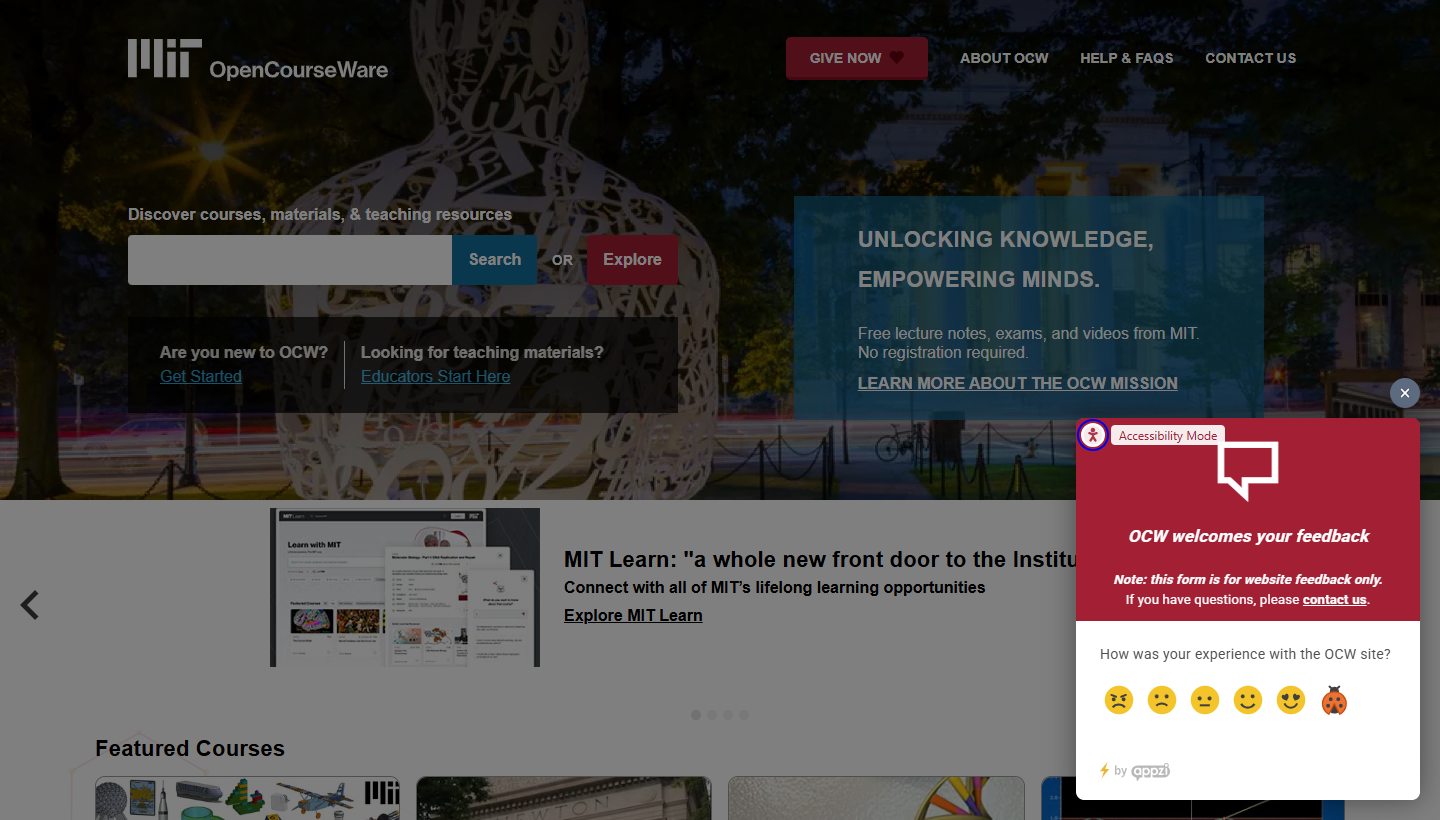 MIT OpenCourseWare
GIVE NOW
ABOUT OCW
HELP & FAQS
CONTACT US
Discover courses, materials, & teaching resources
Search
OR
Explore
Are you new to OCW?
Get Started
Looking for teaching materials?
Educators Start Here
UNLOCKING KNOWLEDGE,
EMPOWERING MINDS.
Free lecture notes, exams, and videos from MIT.
No registration required.
LEARN MORE ABOUT THE OCW MISSION
Learn with MIT
MIT Learn: "a whole new front door to the Institu
Connect with all of MIT’s lifelong learning opportunities
Explore MIT Learn
Featured Courses
NEWTON
MIT
Accessibility Mode
OCW welcomes your feedback
Note: this form is for website feedback only.
If you have questions, please contact us.
How was your experience with the OCW site?
by appzi